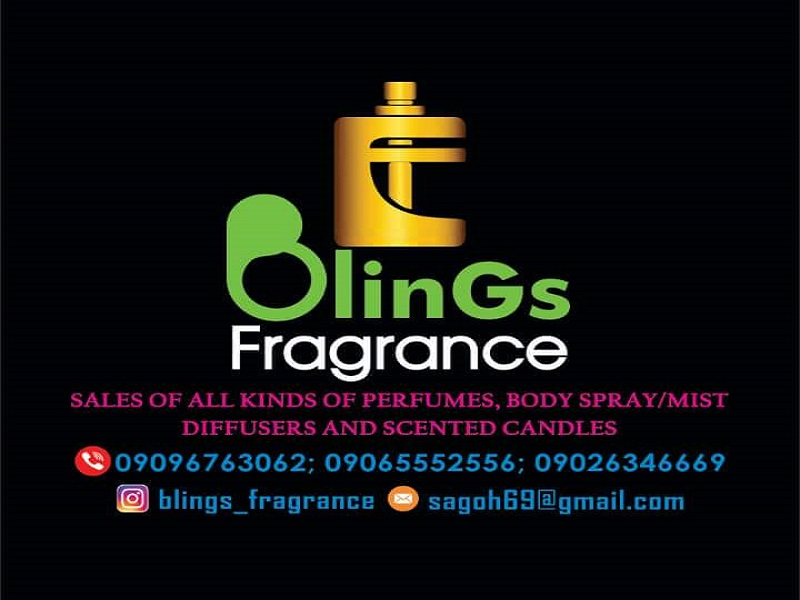 BlinGs
Fragrance
SALES OF ALL KINDS OF PERFUMES, BODY SPRAY/MIST
DIFFUSERS AND SCENTED CANDLES
09096763062; 09065552556; 09026346669
blings_fragrance sagoh69@gmail.com